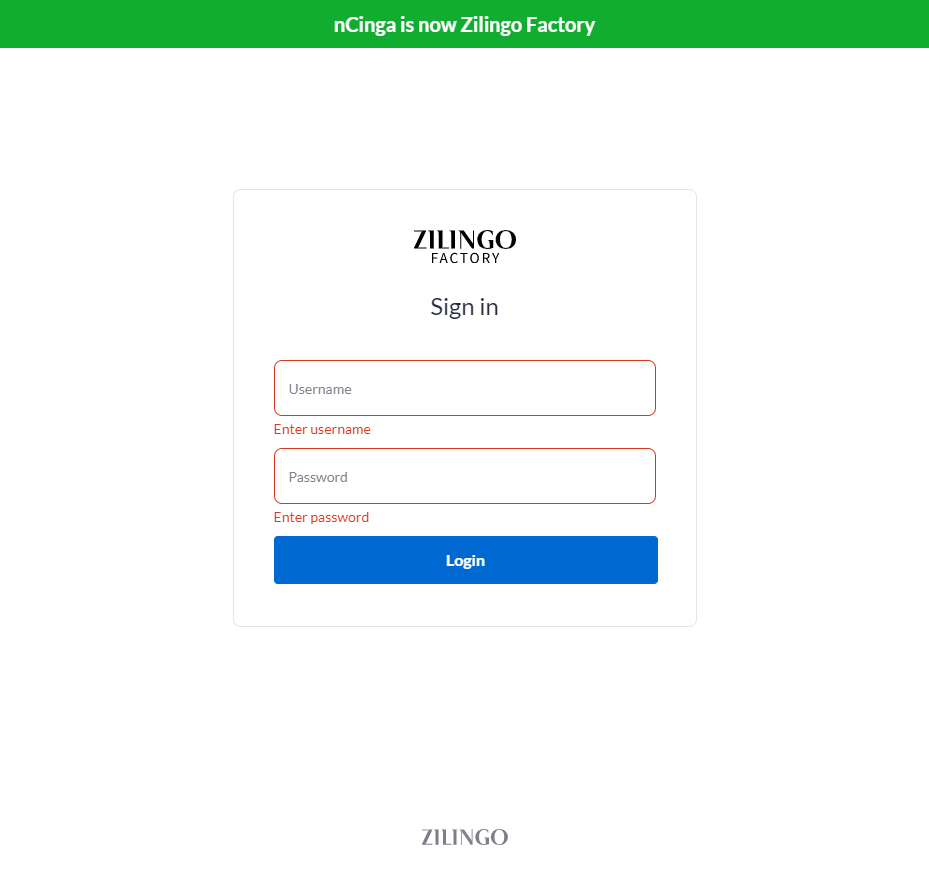 nCinga is now Zilingo Factory
ZILINGO
FACTORY
Sign in
Username
Enter username
Password
Enter password
Login
ZILINGO